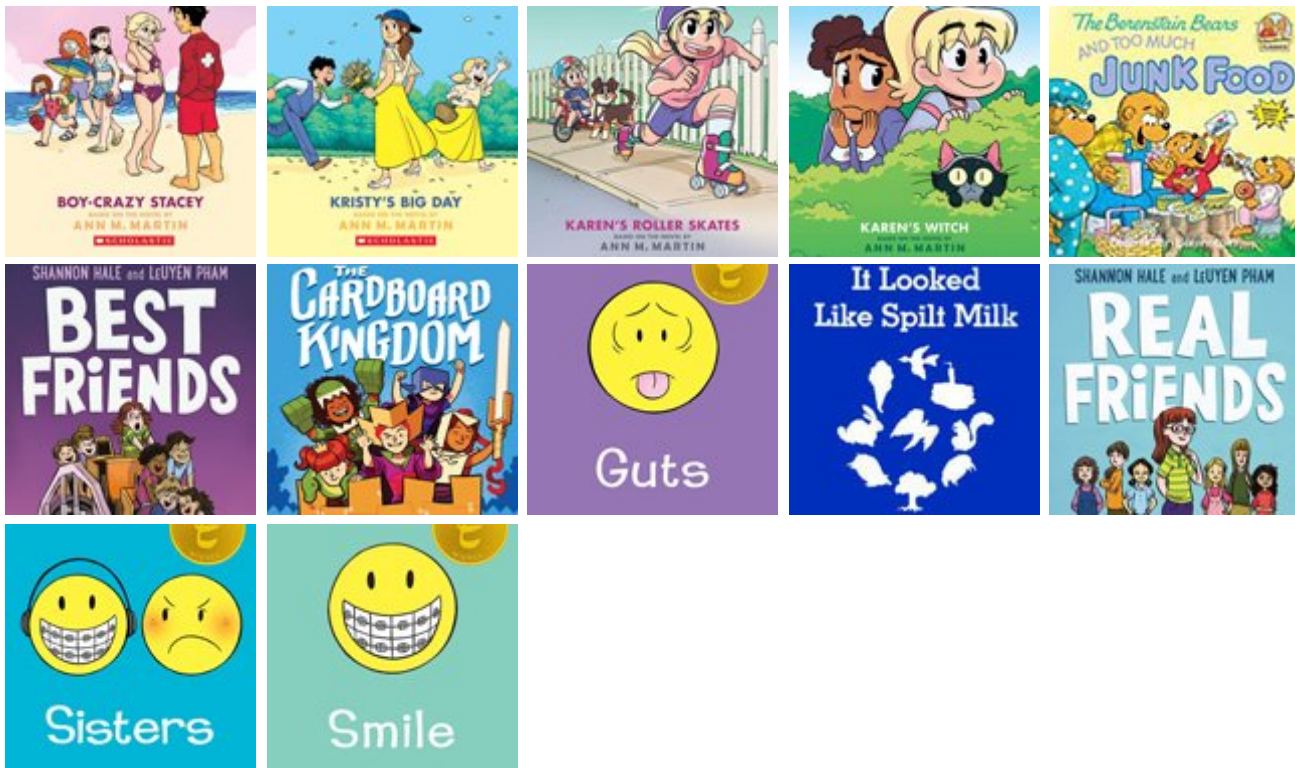 BOY-CRAZY STACEY
BASED ON THE NOVEL BY
ANN M. MARTIN
SCHOLASTIC
KRISTY'S BIG DAY
BASED ON THE NOVEL BY
ANN M. MARTIN
SCHOLASTIC
KAREN'S ROLLER SKATES
BASED ON THE NOVEL BY
ANN M. MARTIN
KAREN'S WITCH
BASED ON THE NOVEL BY
ANN M. MARTIN
The Berenstain Bears
AND TOO MUCH
JUNK FOOD
SHANNON HALE and LEUYEN PHAM
BEST
FRiENDS
THE
CARDBOARD
KINGDOM
Guts
It Looked
Like Spilt Milk
SHANNON HALE and LEUYEN PHAM
REAL
FRiENDS
Sisters
Smile